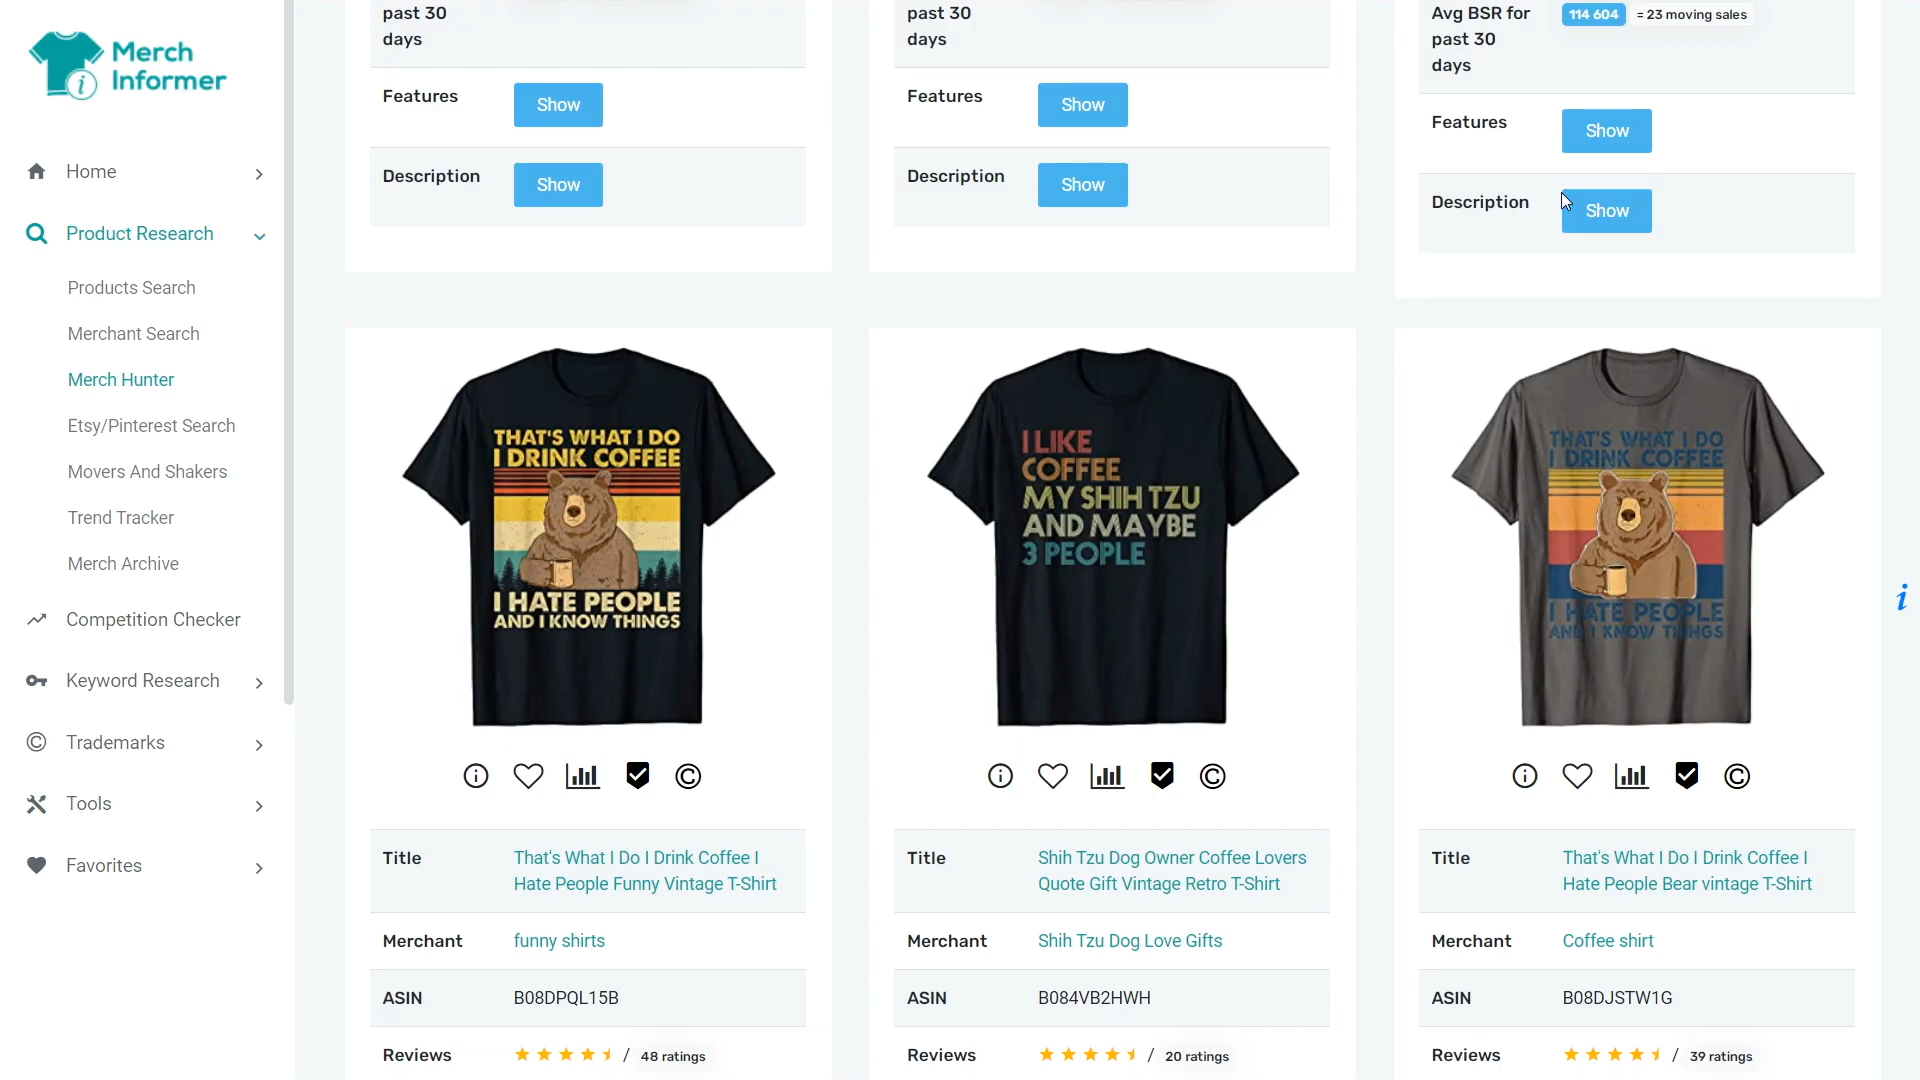 Merch
Informer
Home
Product Research
Products Search
Merchant Search
Merch Hunter
Etsy/Pinterest Search
Movers And Shakers
Trend Tracker
Merch Archive
Competition Checker
Keyword Research
Trademarks
Tools
Favorites
past 30
days
Features
Show
Description
Show
past 30
days
Features
Show
Description
Show
Avg BSR for
past 30
days
114 604
= 23 moving sales
Features
Show
Description
Show
THAT'S WHAT I DO
I DRINK COFFEE
I HATE PEOPLE
AND I KNOW THINGS
Title
That's What I Do I Drink Coffee I
Hate People Funny Vintage T-Shirt
Merchant
funny shirts
ASIN
B08DPQL15B
Reviews
/ 48 ratings
I LIKE
COFFEE
MY SHIH TZU
AND MAYBE
3 PEOPLE
Title
Shih Tzu Dog Owner Coffee Lovers
Quote Gift Vintage Retro T-Shirt
Merchant
Shih Tzu Dog Love Gifts
ASIN
B084VB2HWH
Reviews
/ 20 ratings
THAT'S WHAT I DO
I DRINK COFFEE
I HATE PEOPLE
AND I KNOW THINGS
Title
That's What I Do I Drink Coffee I
Hate People Bear vintage T-Shirt
Merchant
Coffee shirt
ASIN
B08DJSTW1G
Reviews
/ 39 ratings
i